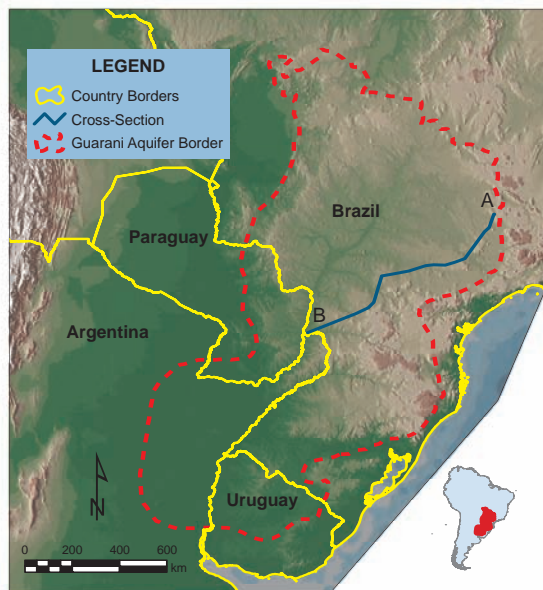 LEGEND
Country Borders
Cross-Section
Guarani Aquifer Border
A
Brazil
Paraguay
B
Argentina
N
Uruguay
0 200 400 600
km